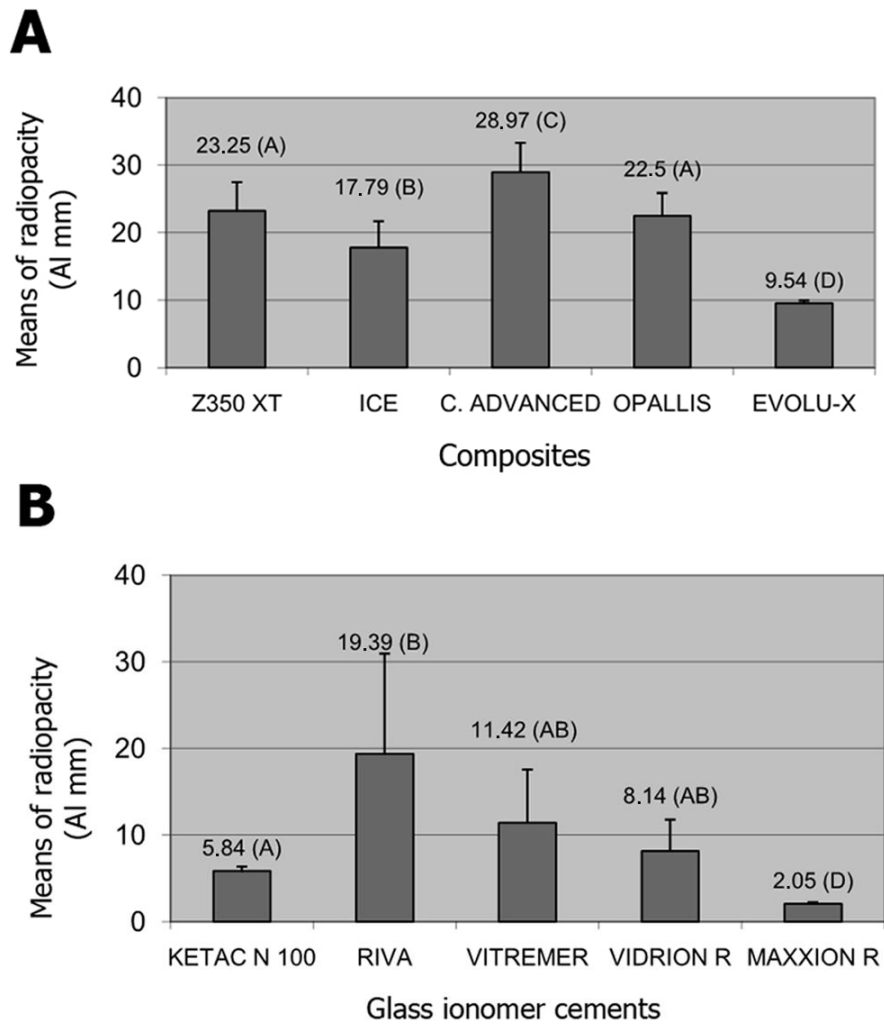 A
Means of radiopacity
(Al mm)
40
30
20
10
0
23.25 (A)
17.79 (B)
28.97 (C)
22.5 (A)
9.54 (D)
Z350 XT
ICE
C. ADVANCED
OPALLIS
EVOLU-X
Composites
B
Means of radiopacity
(Al mm)
40
30
20
10
0
5.84 (A)
19.39 (B)
11.42 (AB)
8.14 (AB)
2.05 (D)
KETAC N 100
RIVA
VITREMER
VIDRION R
MAXXION R
Glass ionomer cements